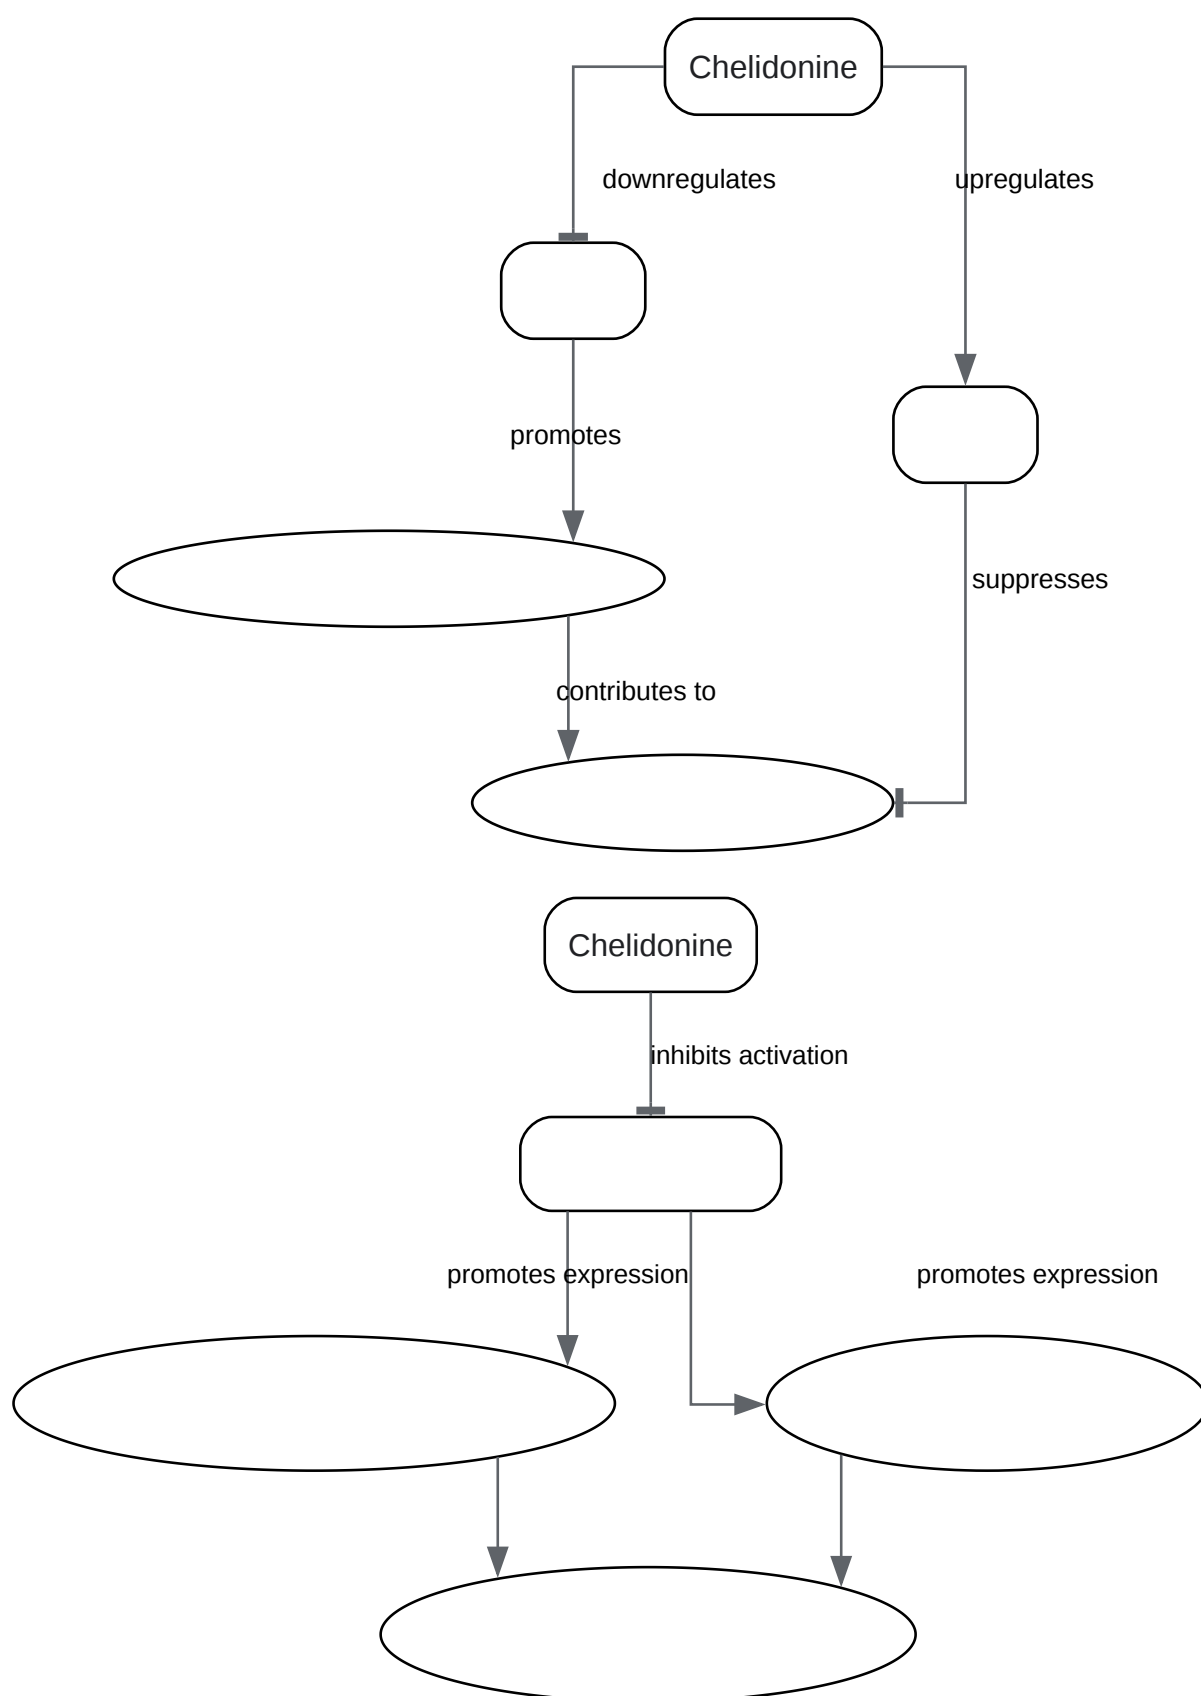 Chelidonine
downregulates
upregulates
promotes
suppresses
contributes to
Chelidonine
inhibits activation
promotes expression
promotes expression